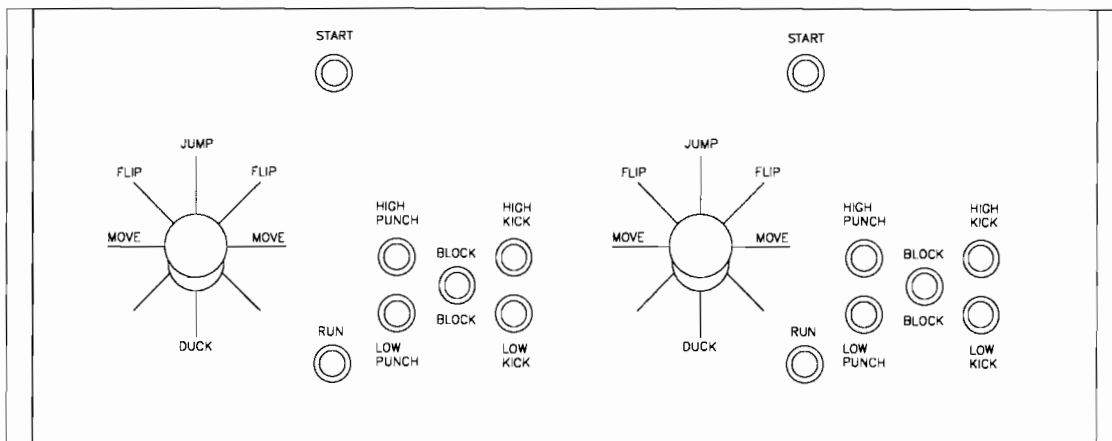 START
JUMP
FLIP
FLIP
MOVE
MOVE
DUCK
RUN
HIGH
PUNCH
HIGH
KICK
BLOCK
BLOCK
LOW
PUNCH
LOW
KICK
START
JUMP
FLIP
FLIP
MOVE
MOVE
DUCK
RUN
HIGH
PUNCH
HIGH
KICK
BLOCK
BLOCK
LOW
PUNCH
LOW
KICK